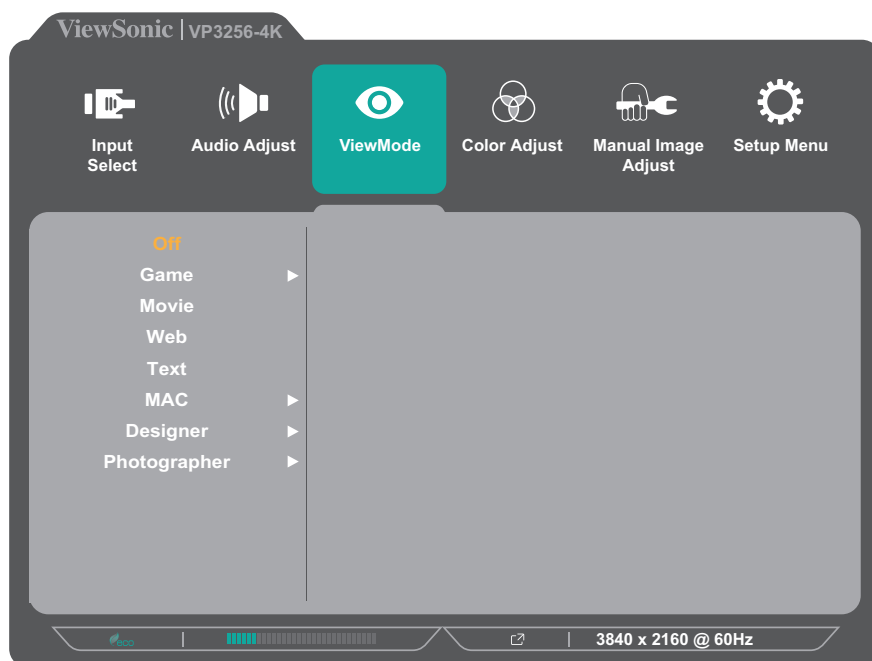 ViewSonic | VP3256-4K
Input Select
Audio Adjust
ViewMode
Color Adjust
Manual Image Adjust
Setup Menu
Off
Game
Movie
Web
Text
MAC
Designer
Photographer
eco
3840 x 2160 @ 60Hz